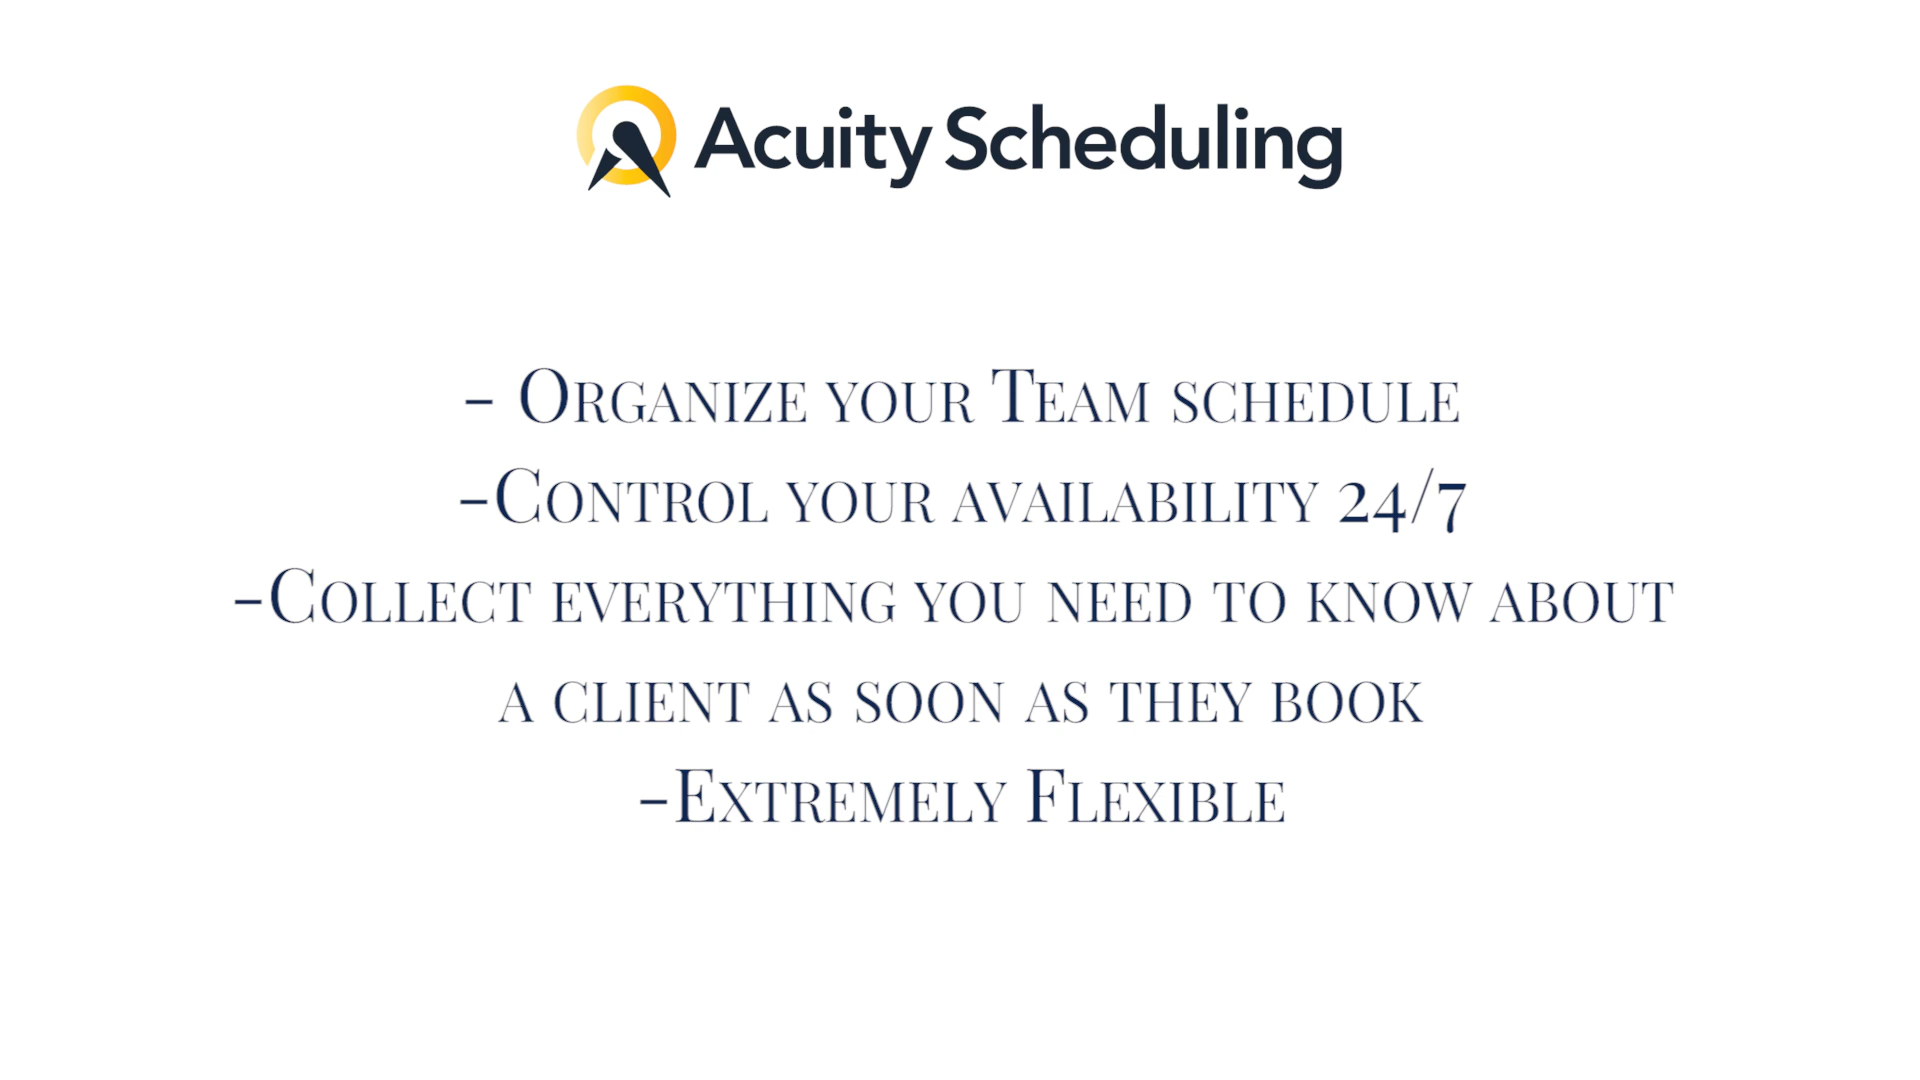 Acuity Scheduling
- Organize your Team schedule
-Control your availability 24/7
-Collect everything you need to know about
a client as soon as they book
-Extremely Flexible